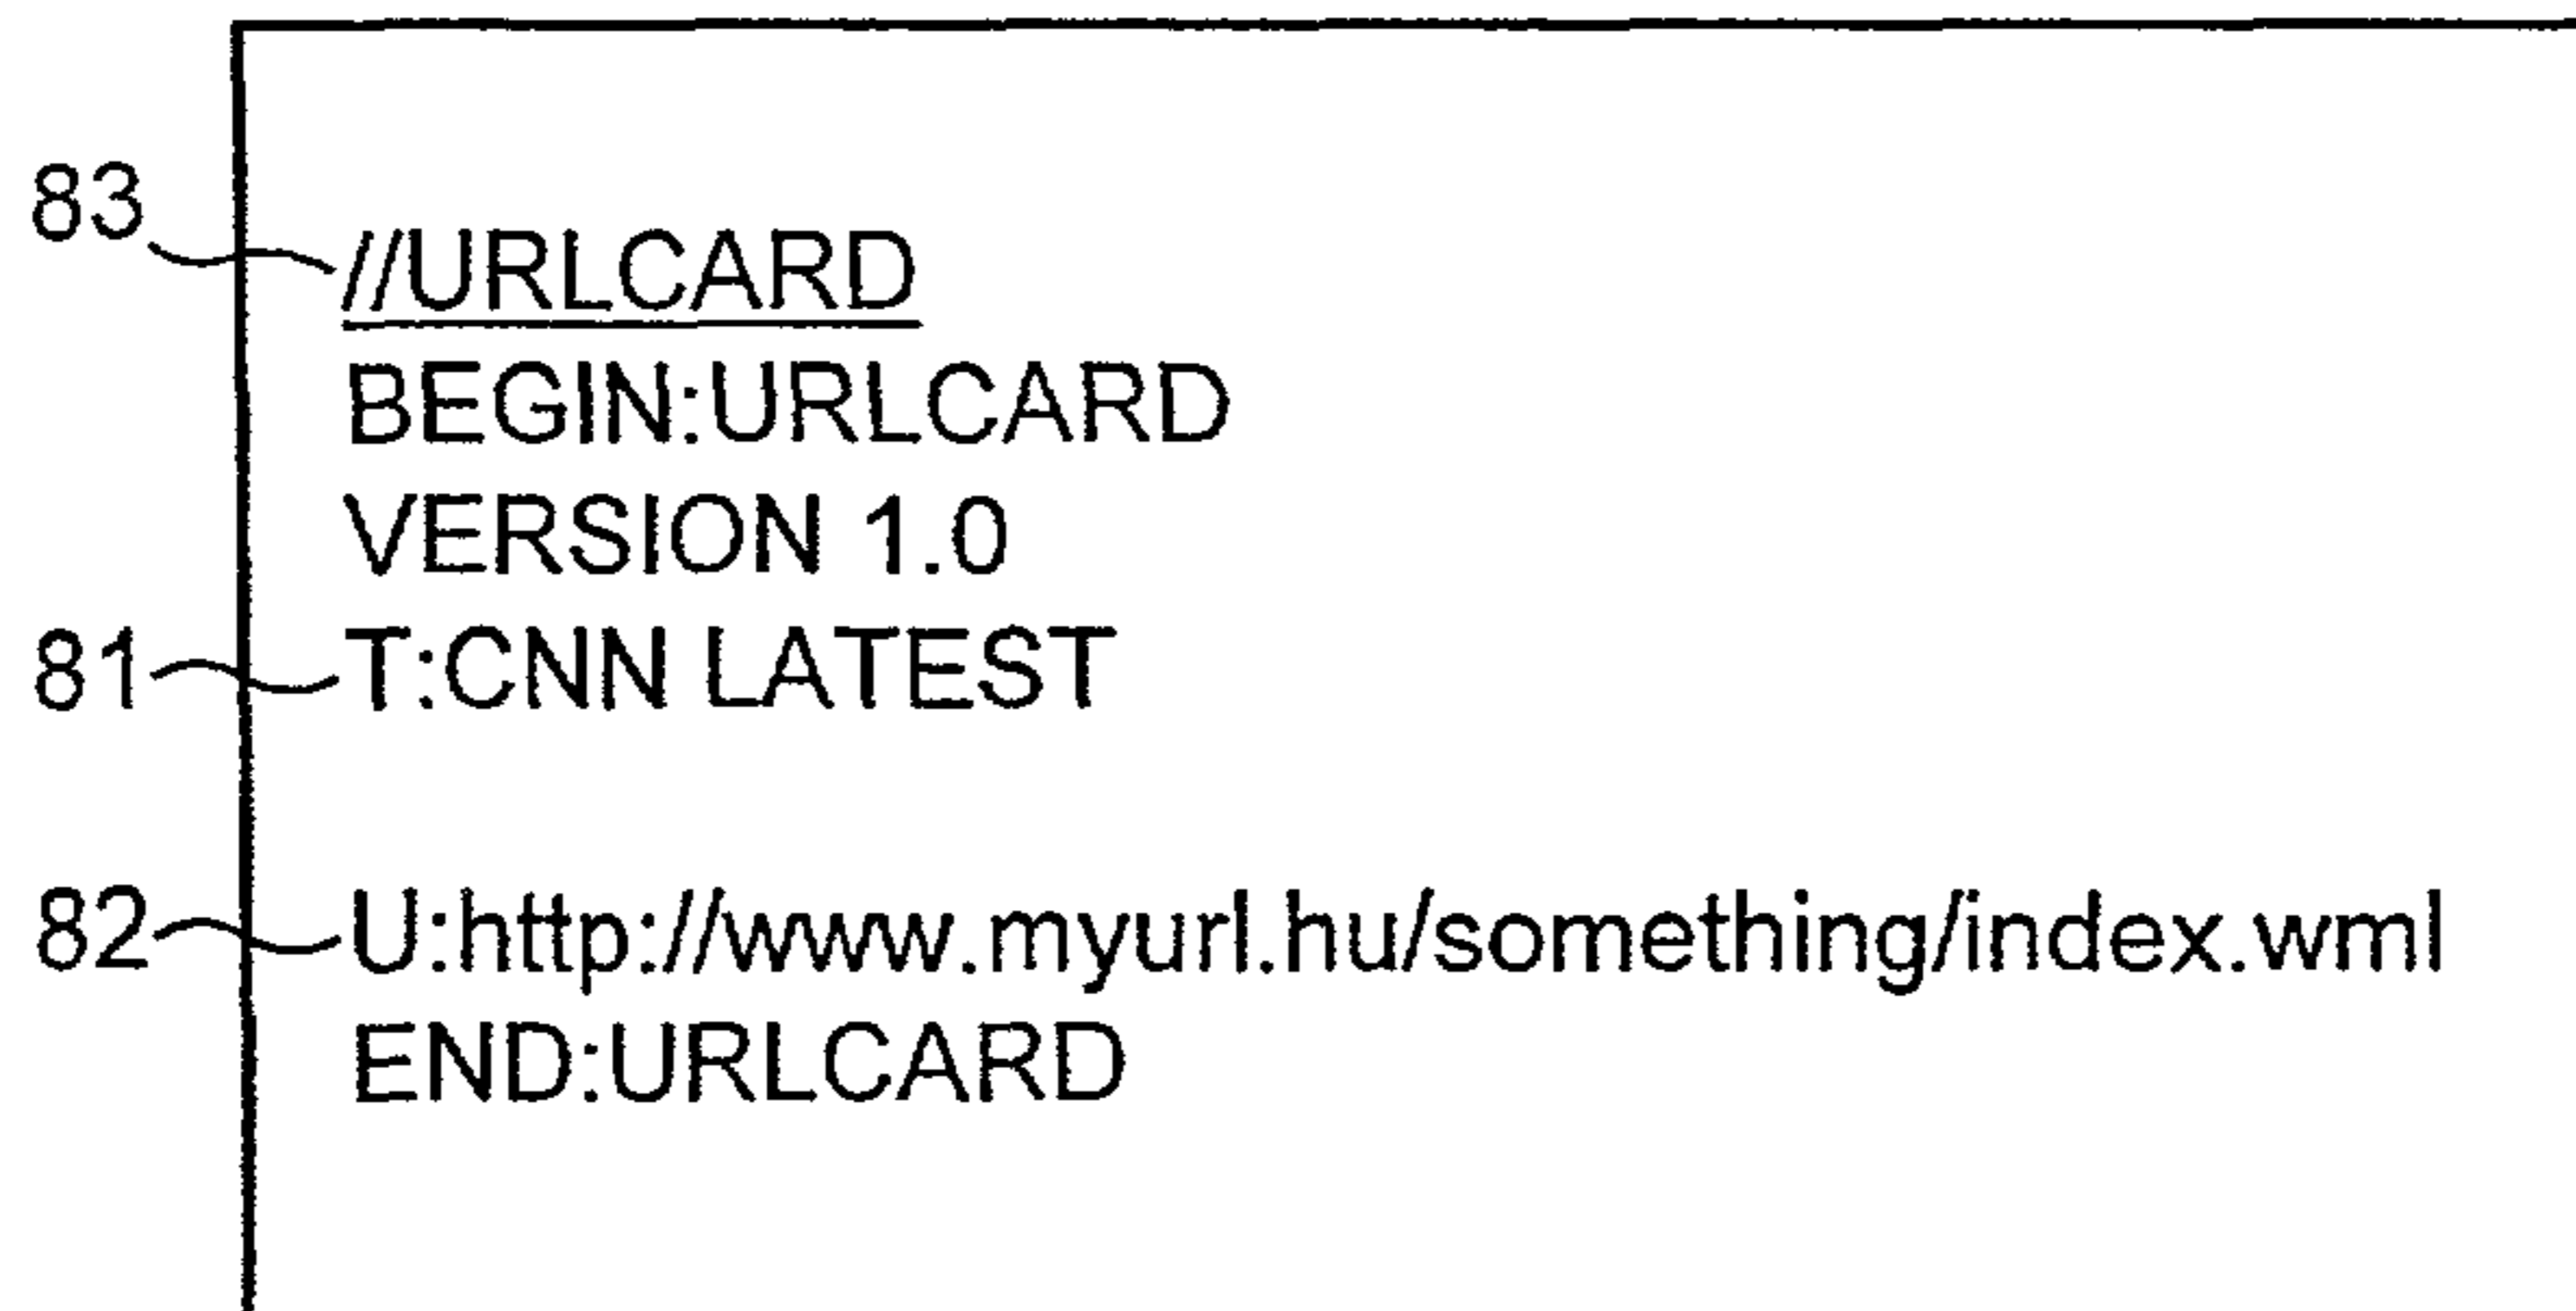 83
//URLCARD
BEGIN:URLCARD
VERSION 1.0
81
T:CNN LATEST
82
U:http://www.myurl.hu/something/index.wml
END:URLCARD